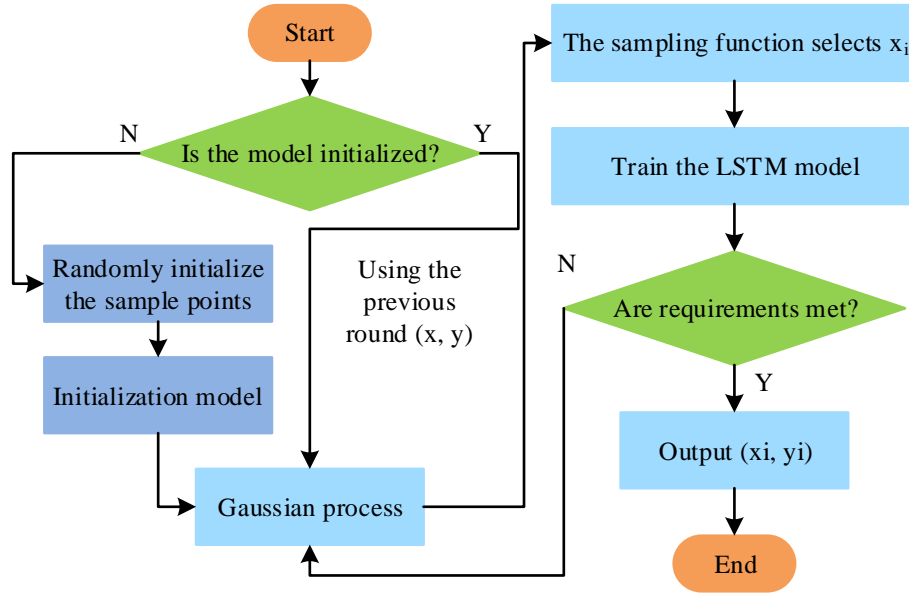 Start
N
Y
Is the model initialized?
Randomly initialize
the sample points
Initialization model
Using the
previous
round (x, y)
Gaussian process
The sampling function selects xᵢ
Train the LSTM model
N
Are requirements met?
Y
Output (xi, yi)
End